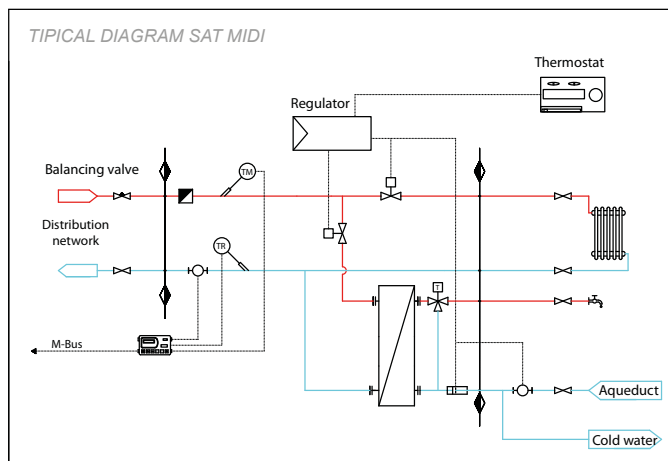 TIPICAL DIAGRAM SAT MIDI
Thermostat
Regulator
Balancing valve
TM
Distribution
network
TR
T
M-Bus
Aqueduct
Cold water